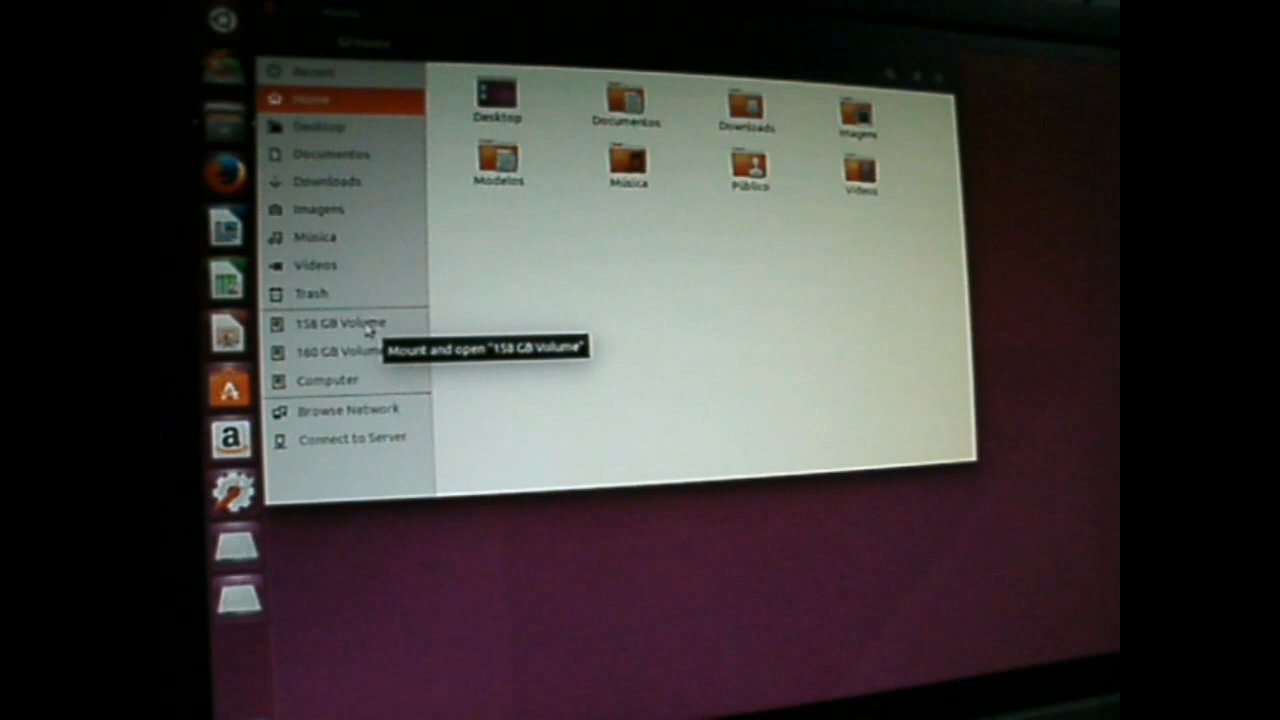 Recent
Home
Desktop
Documentos
Downloads
Imagens
Música
Vídeos
Trash
158 GB Volume
160 GB Volume
Computer
Browse Network
Connect to Server
Mount and open "158 GB Volume"
Desktop
Documentos
Downloads
Imagens
Modelos
Música
Público
Vídeos